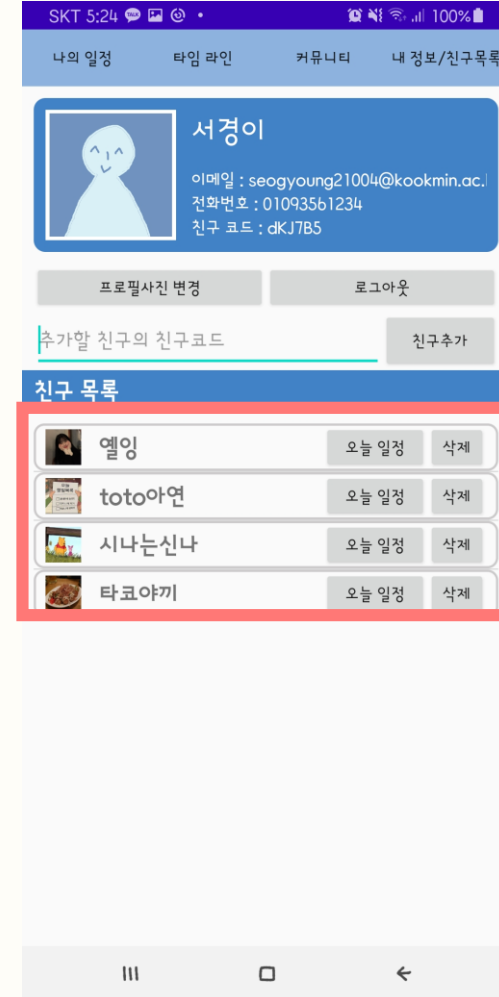 SKT 5:24 100%
나의 일정 타임 라인 커뮤니티 내 정보/친구목록
서경이
이메일 : seogyoung21004@kookmin.ac.
전화번호 : 01093561234
친구 코드 : dKJ7B5
프로필사진 변경 로그아웃
추가할 친구의 친구코드 친구추가
친구 목록
옐잉 오늘 일정 삭제
toto아연 오늘 일정 삭제
시나는신나 오늘 일정 삭제
타코야끼 오늘 일정 삭제